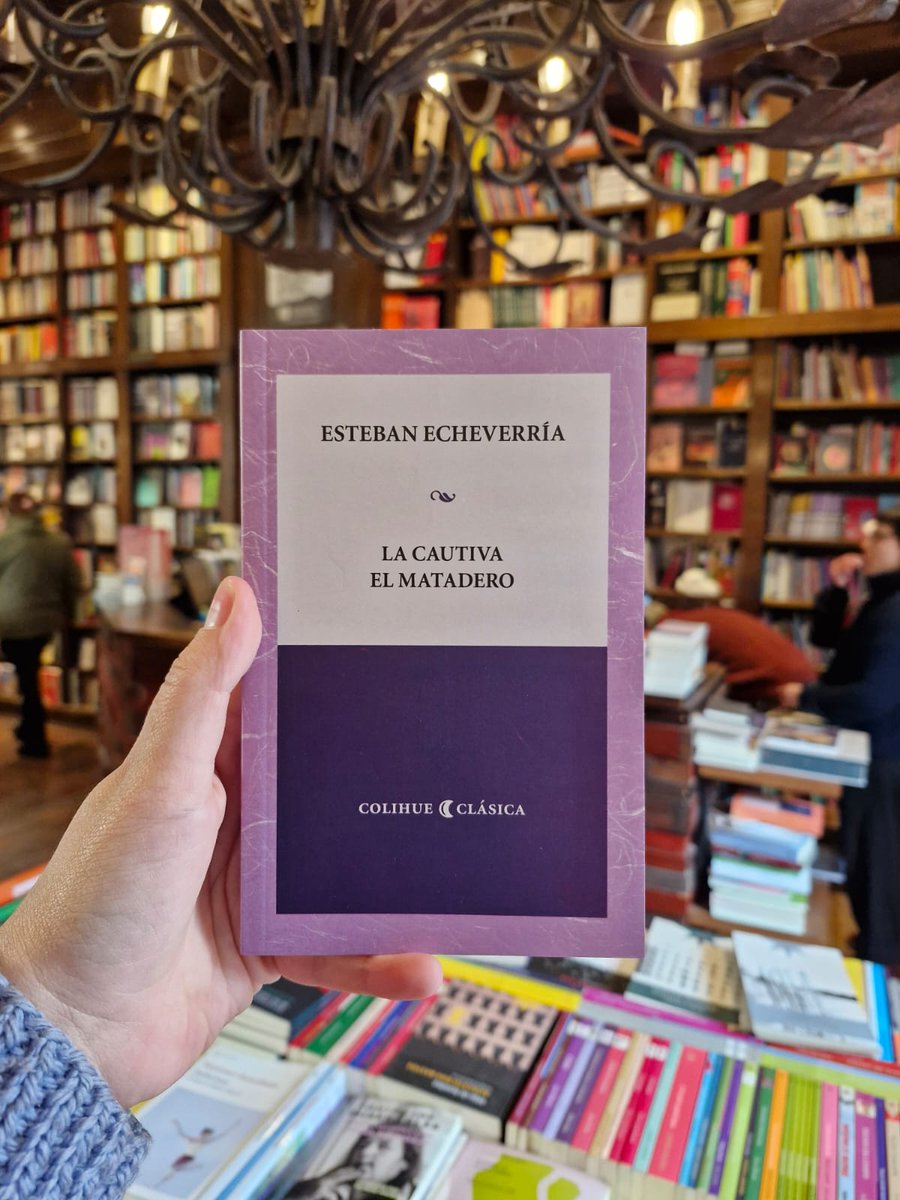 ESTEBAN ECHEVERRÍA
LA CAUTIVA
EL MATADERO
COLIHUE CLÁSICA